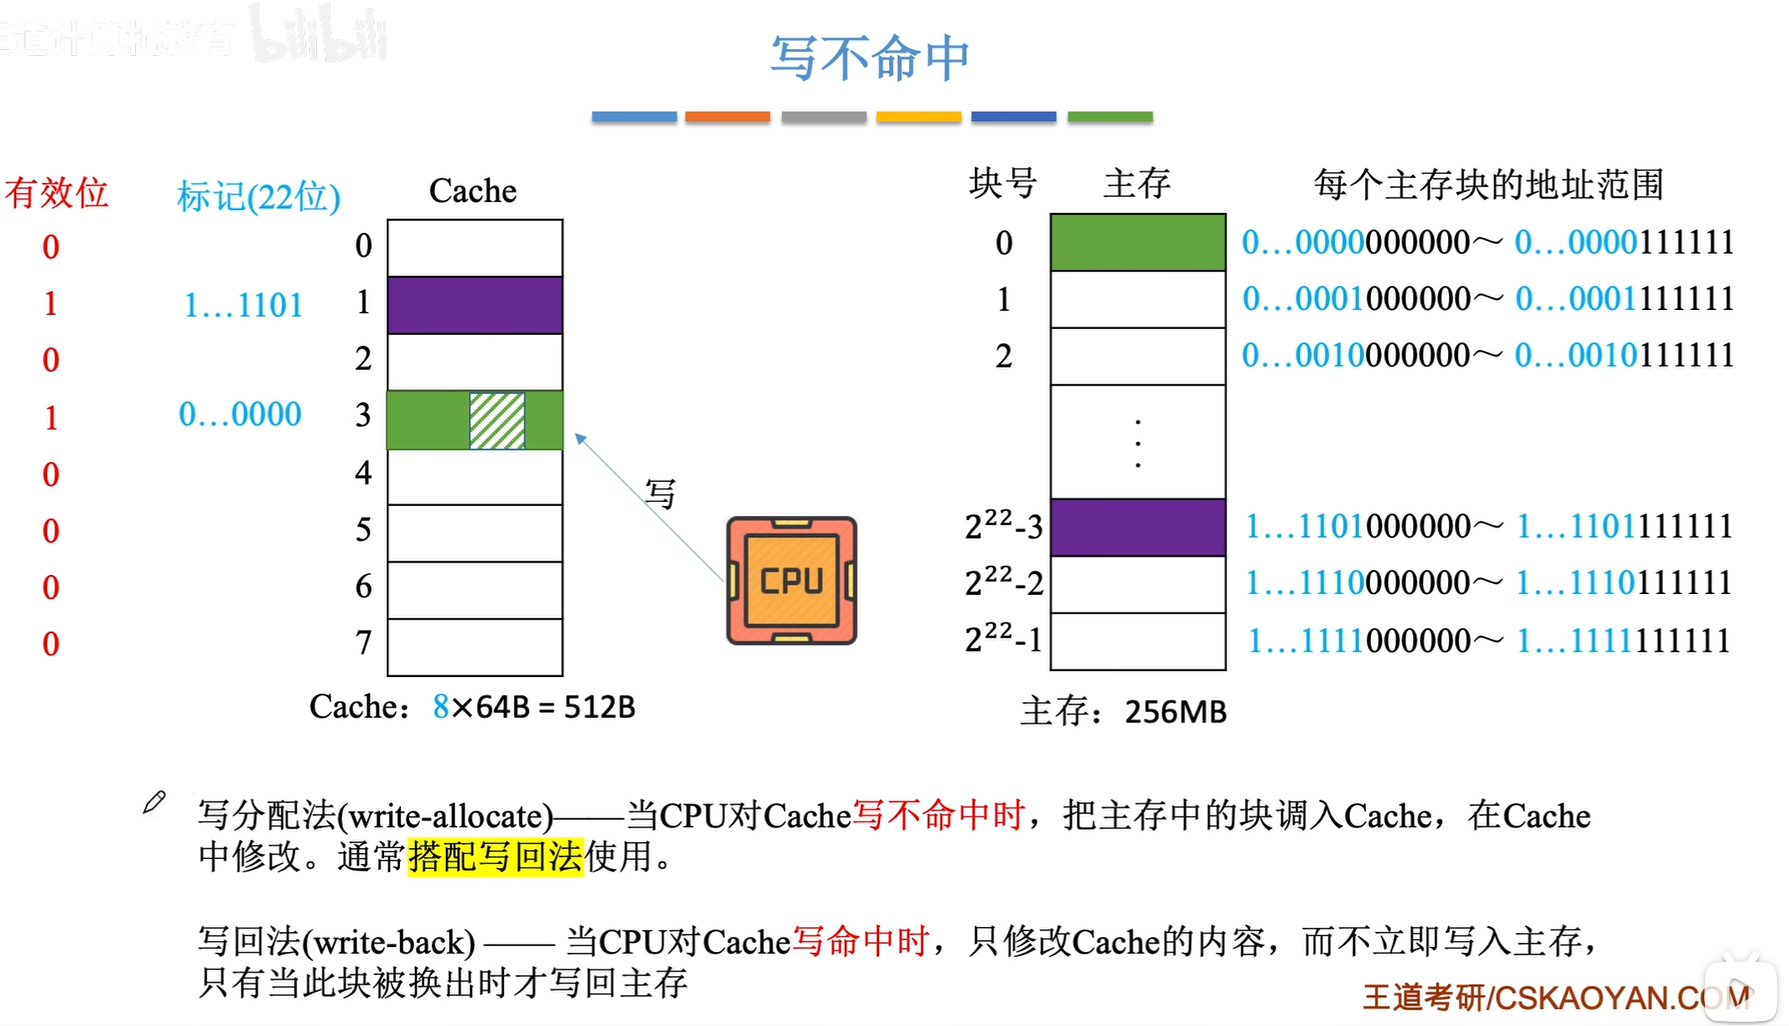 王道计算机教育 bilibili
写不命中
有效位 标记(22位) Cache 块号 主存 每个主存块的地址范围
0 0 0 0...0000000000～ 0...0000111111
1 1...1101 1 1 0...0001000000～ 0...0001111111
0 2 2 0...0010000000～ 0...0010111111
1 0...0000 3
0 4
写
0 5 2²²-3 1...1101000000～ 1...1101111111
CPU
0 6 2²²-2 1...1110000000～ 1...1110111111
0 7 2²²-1 1...1111000000～ 1...1111111111
Cache：8×64B = 512B 主存：256MB
写分配法(write-allocate)——当CPU对Cache写不命中时，把主存中的块调入Cache，在Cache
中修改。通常搭配写回法使用。
写回法(write-back) —— 当CPU对Cache写命中时，只修改Cache的内容，而不立即写入主存，
只有当此块被换出时才写回主存
王道考研/CSKAOYAN.COM